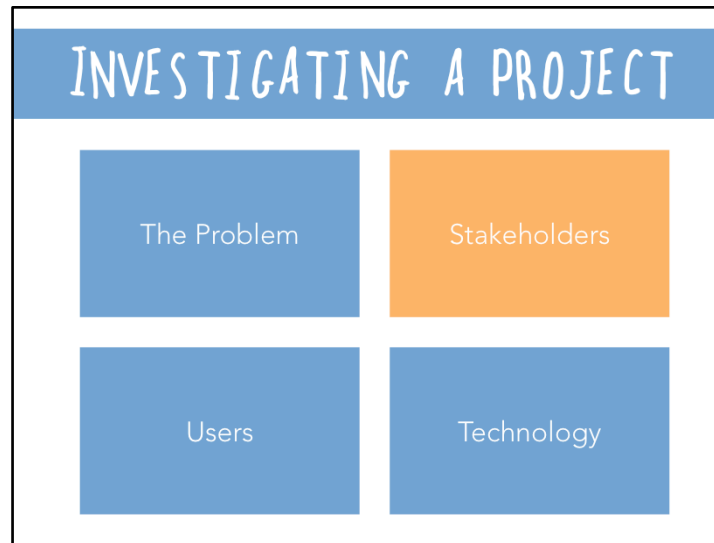 INVESTIGATING A PROJECT
The Problem
Stakeholders
Users
Technology